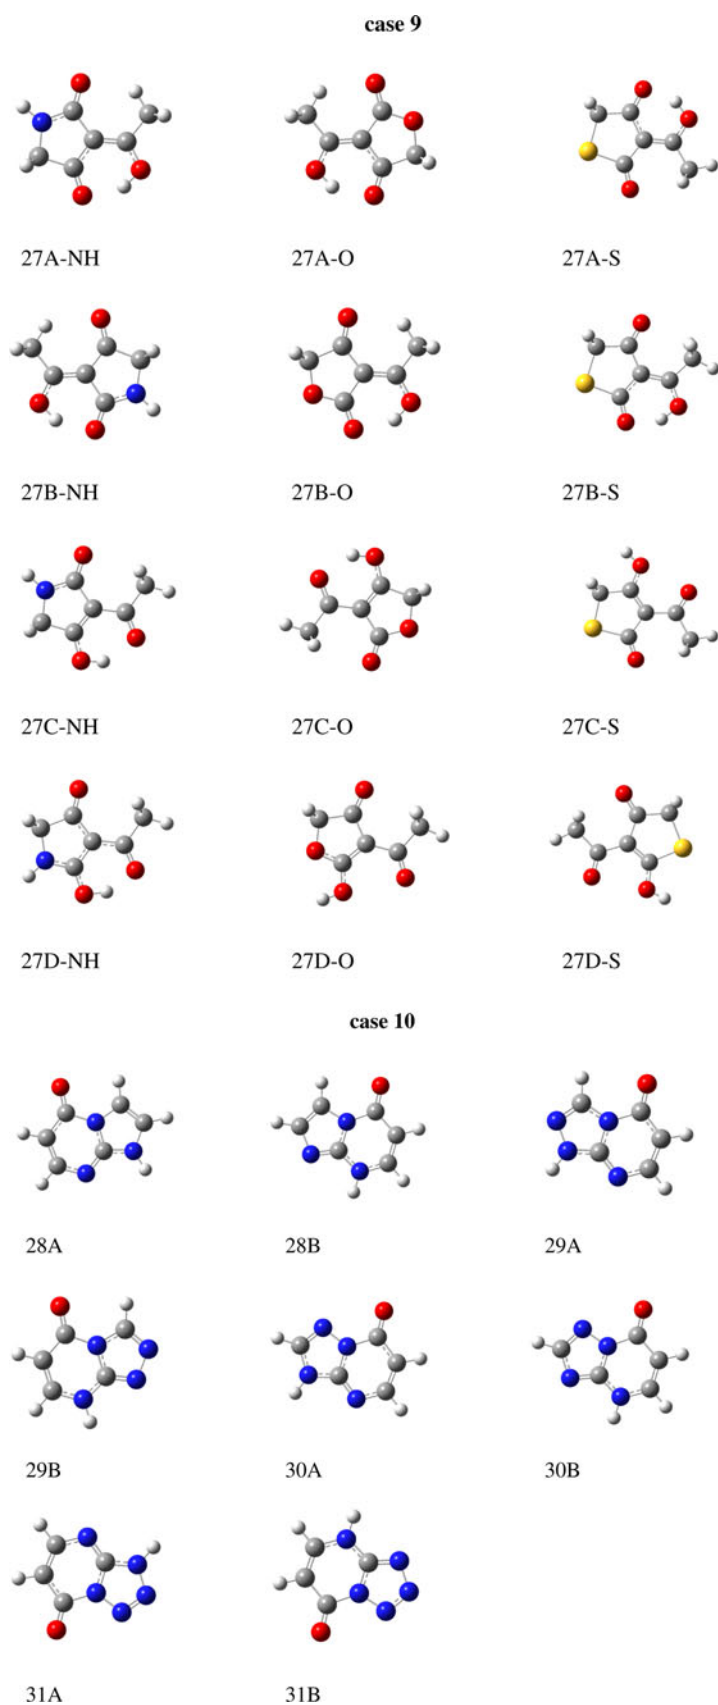 case 9
27A-NH 27A-O 27A-S
27B-NH 27B-O 27B-S
27C-NH 27C-O 27C-S
27D-NH 27D-O 27D-S
case 10
28A 28B 29A
29B 30A 30B
31A 31B